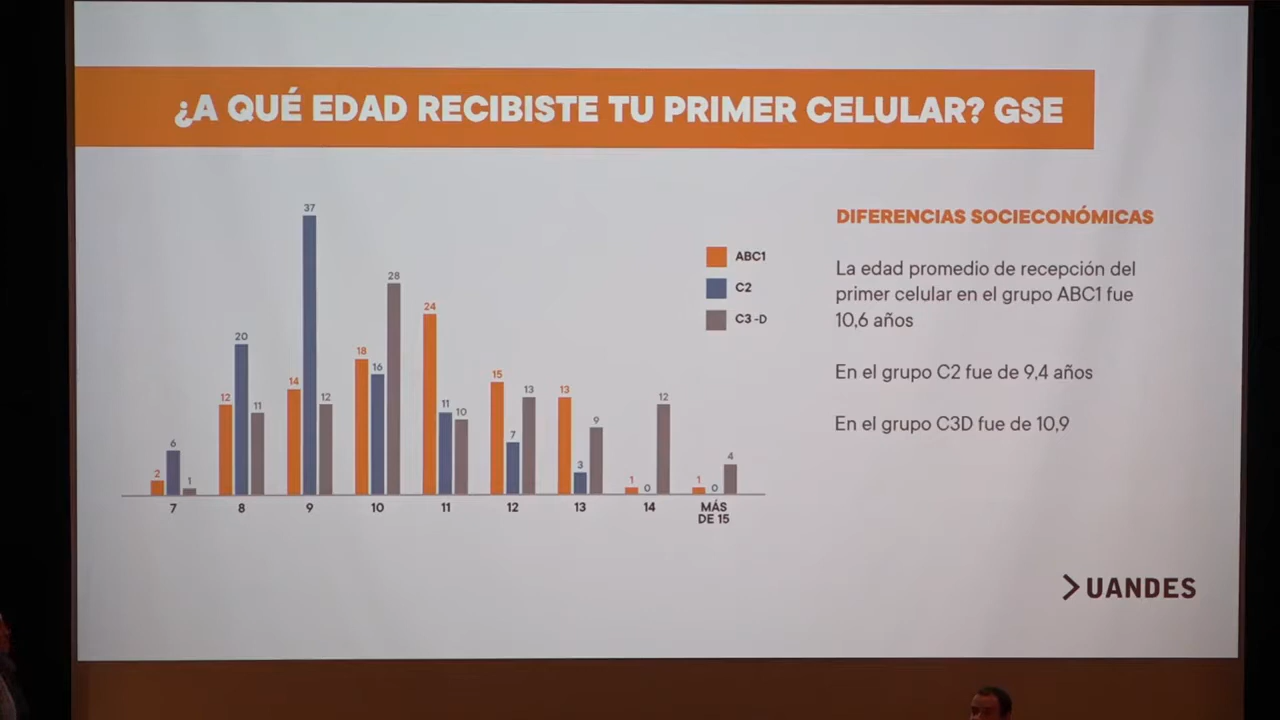 ¿A QUÉ EDAD RECIBISTE TU PRIMER CELULAR? GSE
37
28
24
20
18
16
15
14
13
13
12
12
12
11
11
10
9
7
6
4
3
2
1
1
1
0
0
7
8
9
10
11
12
13
14
MÁS
DE 15
ABC1
C2
C3 -D
DIFERENCIAS SOCIECONÓMICAS
La edad promedio de recepción del
primer celular en el grupo ABC1 fue
10,6 años
En el grupo C2 fue de 9,4 años
En el grupo C3D fue de 10,9
UANDES